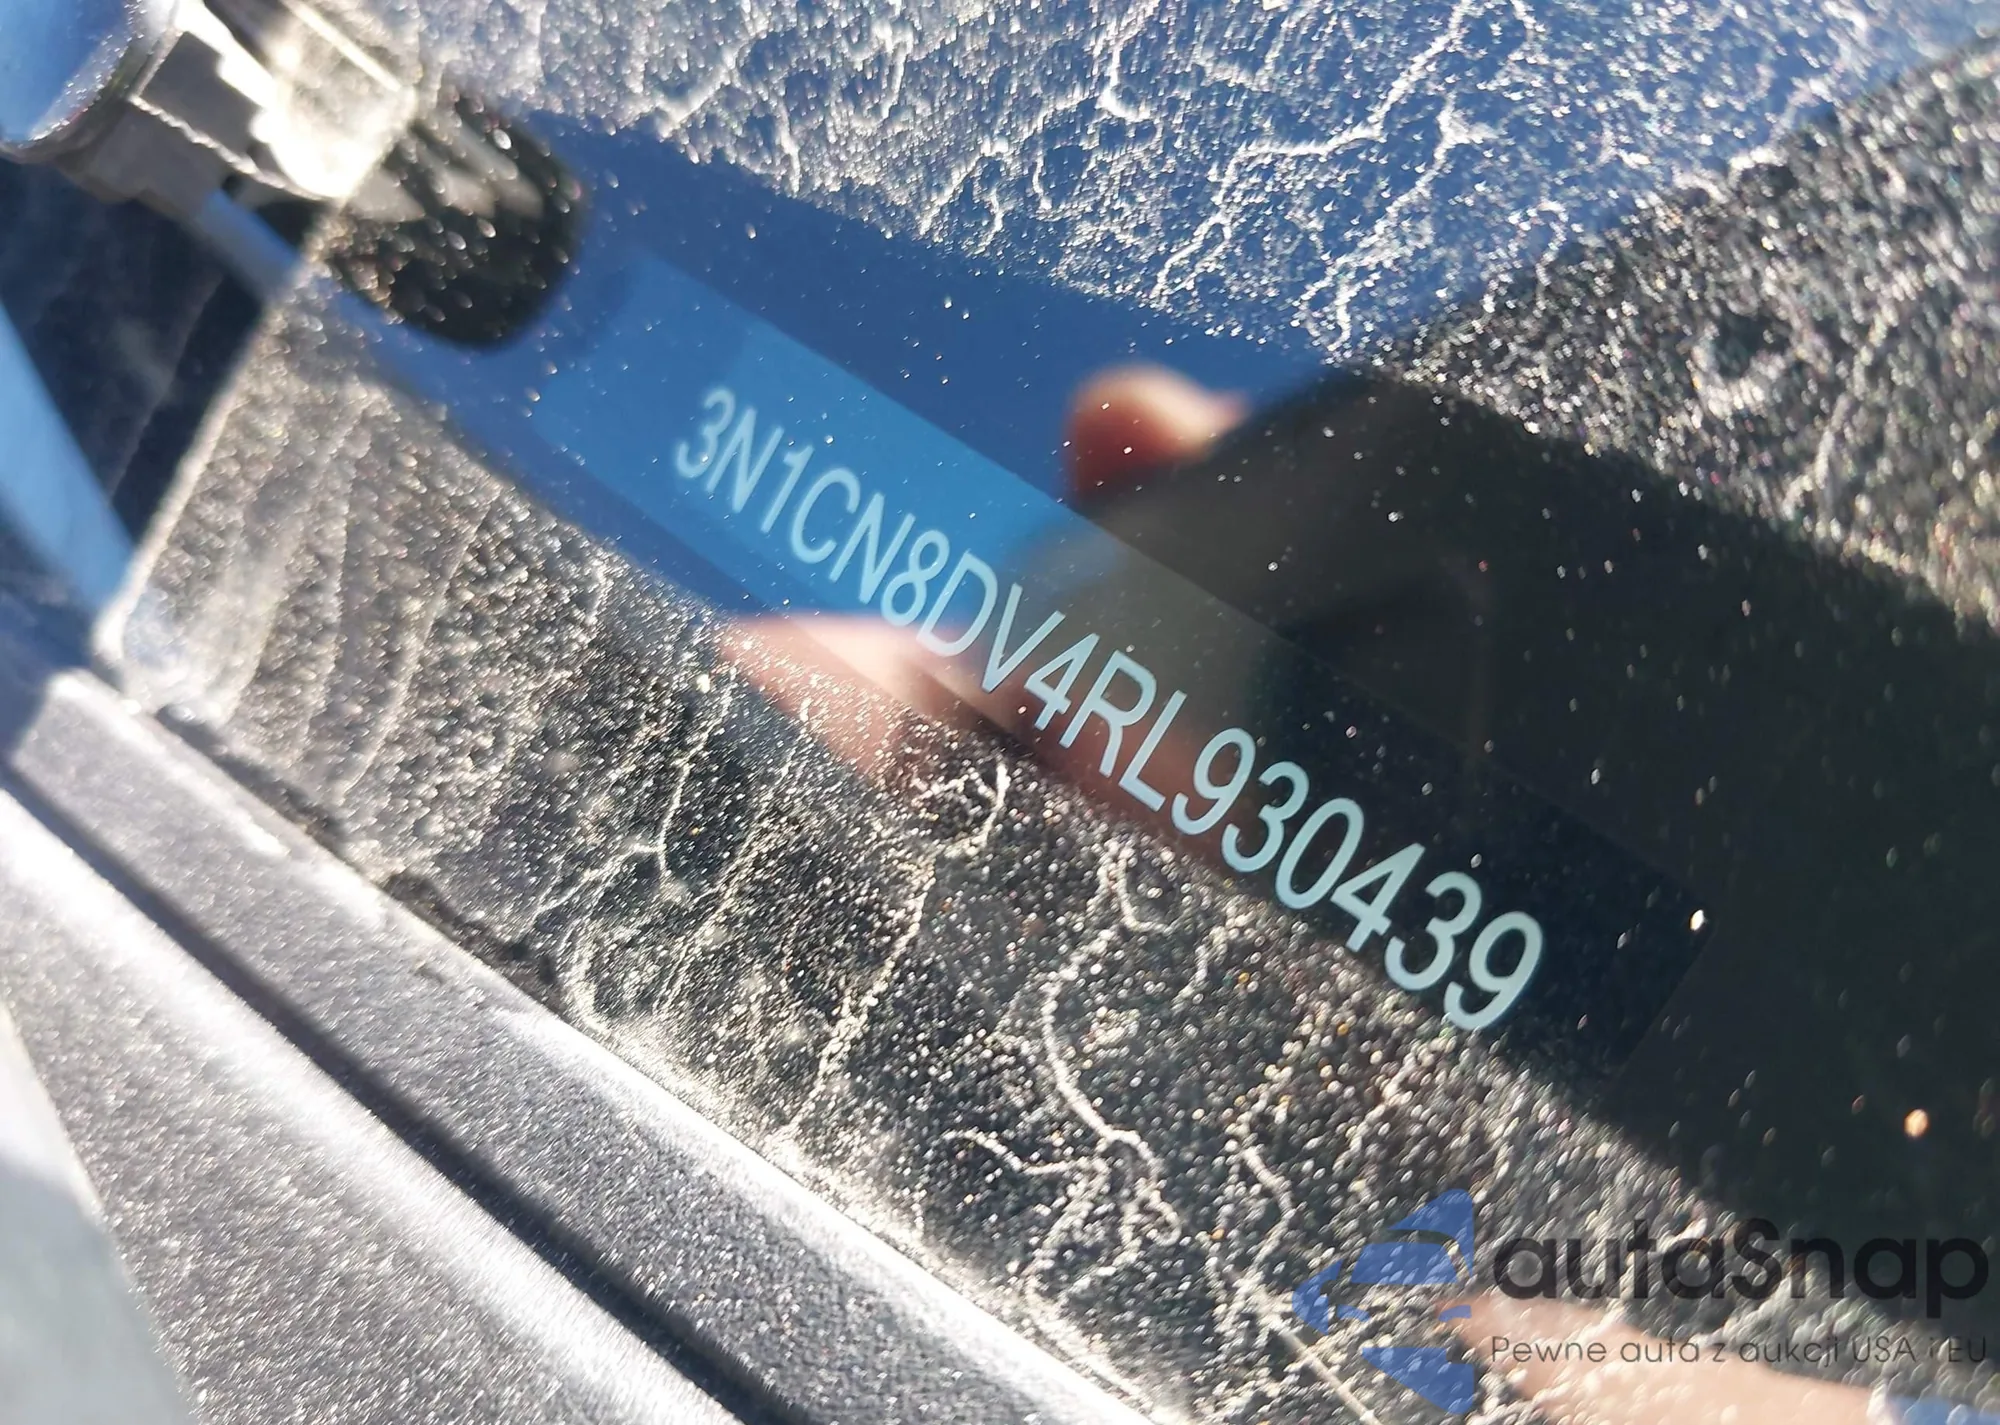 3N1CN8DV4RL930439
autaSnap
Pewne auta z aukcji USA i EU